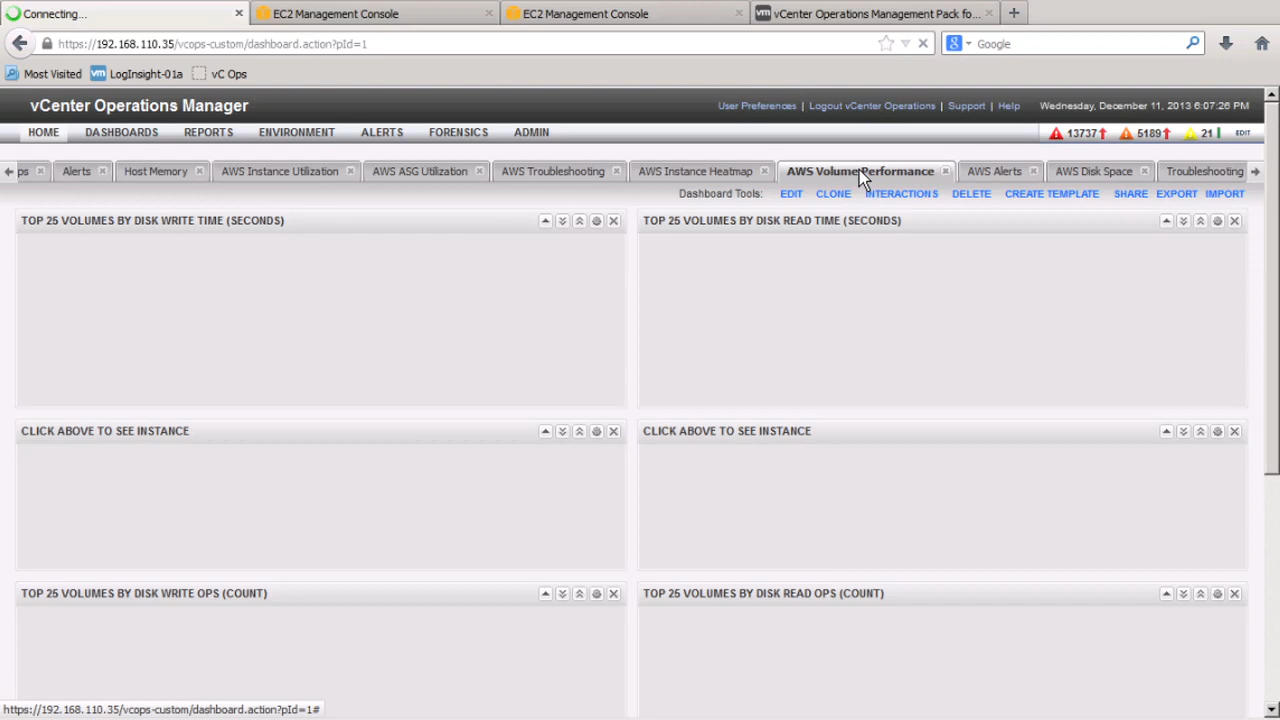 Connecting...
EC2 Management Console
EC2 Management Console
vCenter Operations Management Pack fo...
https://192.168.110.35/vcops-custom/dashboard.action?pId=1
Google
Most Visited
LogInsight-01a
vC Ops
vCenter Operations Manager
User Preferences | Logout vCenter Operations | Support | Help
Wednesday, December 11, 2013 6:07:26 PM
HOME DASHBOARDS REPORTS ENVIRONMENT ALERTS FORENSICS ADMIN
13737 5189 21 EDIT
ps Alerts Host Memory AWS Instance Utilization AWS ASG Utilization AWS Troubleshooting AWS Instance Heatmap AWS Volume Performance AWS Alerts AWS Disk Space Troubleshooting
Dashboard Tools: EDIT CLONE INTERACTIONS DELETE CREATE TEMPLATE SHARE EXPORT IMPORT
TOP 25 VOLUMES BY DISK WRITE TIME (SECONDS)
TOP 25 VOLUMES BY DISK READ TIME (SECONDS)
CLICK ABOVE TO SEE INSTANCE
CLICK ABOVE TO SEE INSTANCE
TOP 25 VOLUMES BY DISK WRITE OPS (COUNT)
TOP 25 VOLUMES BY DISK READ OPS (COUNT)
https://192.168.110.35/vcops-custom/dashboard.action?pId=1#